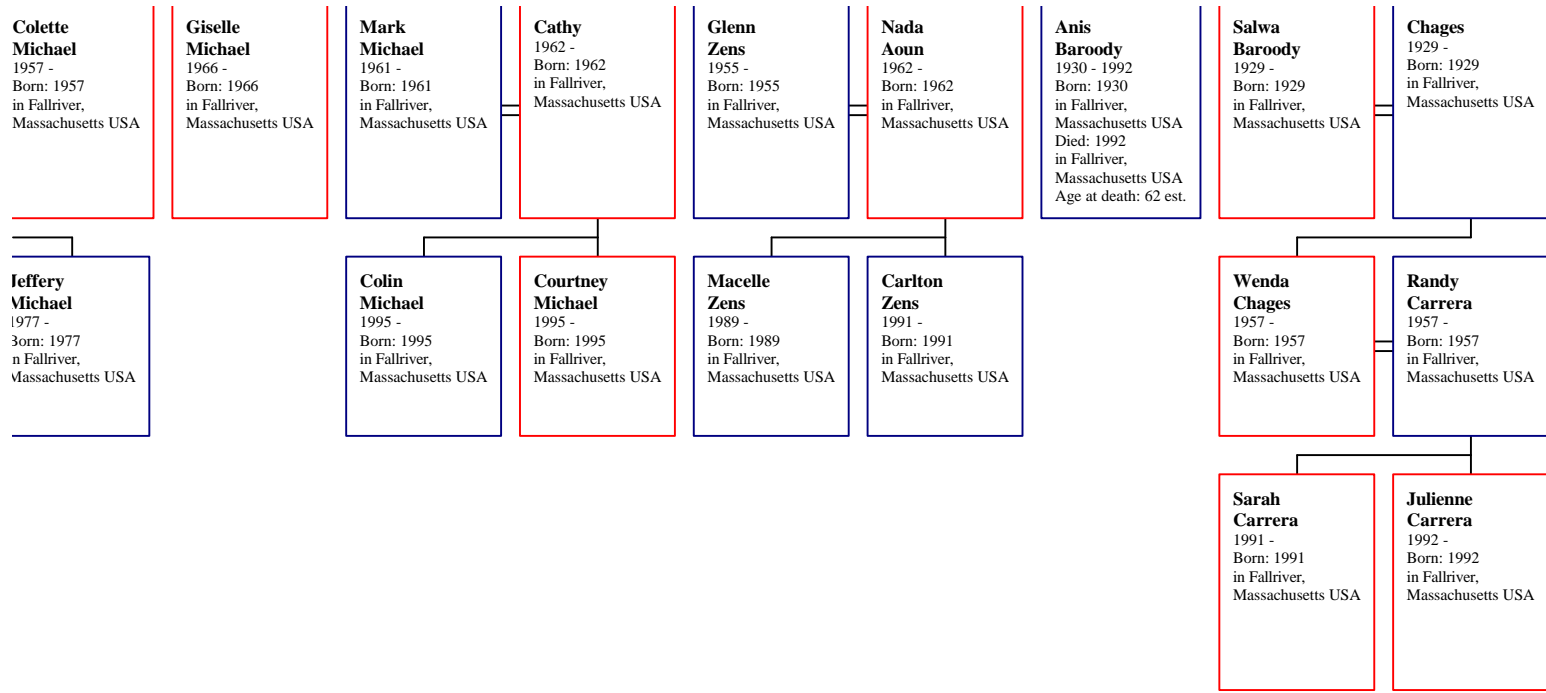 Colette
Michael
1957 -
Born: 1957
in Fallriver,
Massachusetts USA
Giselle
Michael
1966 -
Born: 1966
in Fallriver,
Massachusetts USA
Mark
Michael
1961 -
Born: 1961
in Fallriver,
Massachusetts USA
Cathy
1962 -
Born: 1962
in Fallriver,
Massachusetts USA
Glenn
Zens
1955 -
Born: 1955
in Fallriver,
Massachusetts USA
Nada
Aoun
1962 -
Born: 1962
in Fallriver,
Massachusetts USA
Anis
Baroody
1930 - 1992
Born: 1930
in Fallriver,
Massachusetts USA
Died: 1992
in Fallriver,
Massachusetts USA
Age at death: 62 est.
Salwa
Baroody
1929 -
Born: 1929
in Fallriver,
Massachusetts USA
Chages
1929 -
Born: 1929
in Fallriver,
Massachusetts USA
Jeffery
Michael
1977 -
Born: 1977
in Fallriver,
Massachusetts USA
Colin
Michael
1995 -
Born: 1995
in Fallriver,
Massachusetts USA
Courtney
Michael
1995 -
Born: 1995
in Fallriver,
Massachusetts USA
Macelle
Zens
1989 -
Born: 1989
in Fallriver,
Massachusetts USA
Carlton
Zens
1991 -
Born: 1991
in Fallriver,
Massachusetts USA
Wenda
Chages
1957 -
Born: 1957
in Fallriver,
Massachusetts USA
Randy
Carrera
1957 -
Born: 1957
in Fallriver,
Massachusetts USA
Sarah
Carrera
1991 -
Born: 1991
in Fallriver,
Massachusetts USA
Julienne
Carrera
1992 -
Born: 1992
in Fallriver,
Massachusetts USA